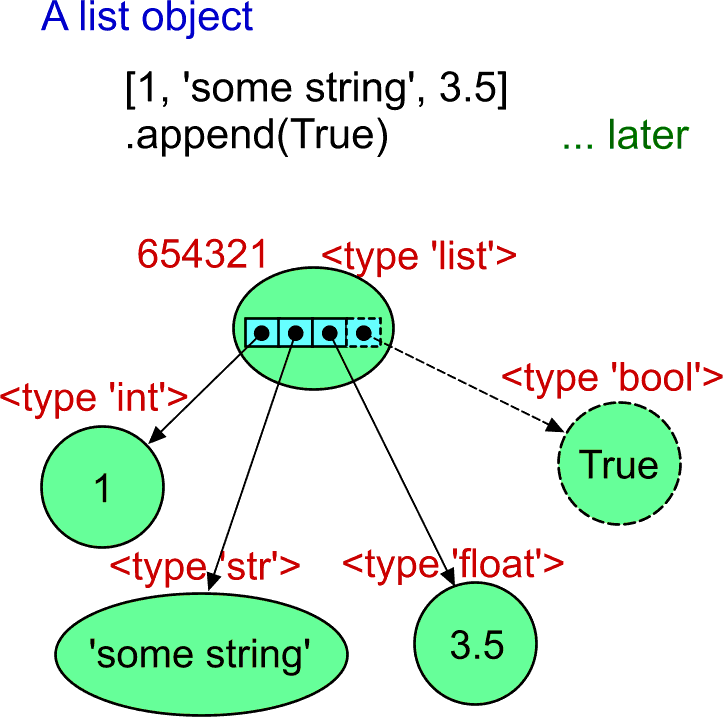 A list object
[1, 'some string', 3.5]
.append(True) ... later
654321 <type 'list'>
<type 'int'> <type 'bool'>
1 True
<type 'str'> <type 'float'>
'some string' 3.5